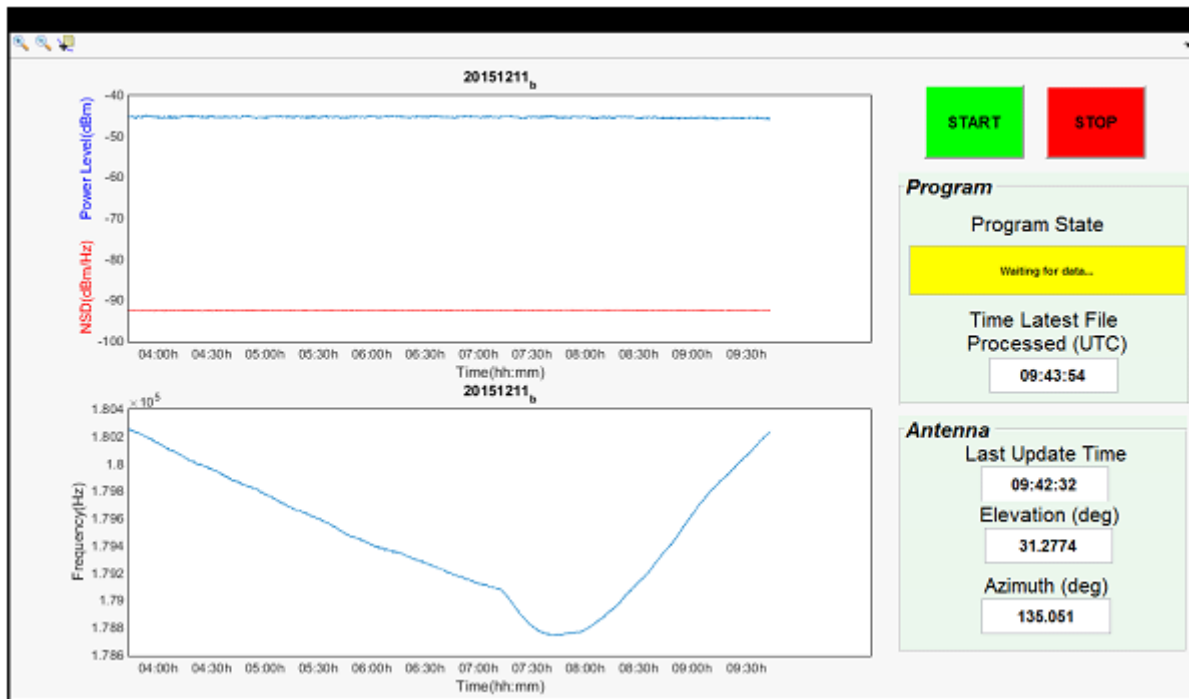 20151211_b
-40
-50
-60
-70
-80
-90
-100
Power Level(dBm)
NSD(dBm/Hz)
04:00h 04:30h 05:00h 05:30h 06:00h 06:30h 07:00h 07:30h 08:00h 08:30h 09:00h 09:30h
Time(hh:mm)
20151211_b
× 10^5
1.804
1.802
1.8
1.798
1.796
1.794
1.792
1.79
1.788
1.786
Frequency(Hz)
04:00h 04:30h 05:00h 05:30h 06:00h 06:30h 07:00h 07:30h 08:00h 08:30h 09:00h 09:30h
Time(hh:mm)
START
STOP
Program
Program State
Waiting for data...
Time Latest File
Processed (UTC)
09:43:54
Antenna
Last Update Time
09:42:32
Elevation (deg)
31.2774
Azimuth (deg)
135.051